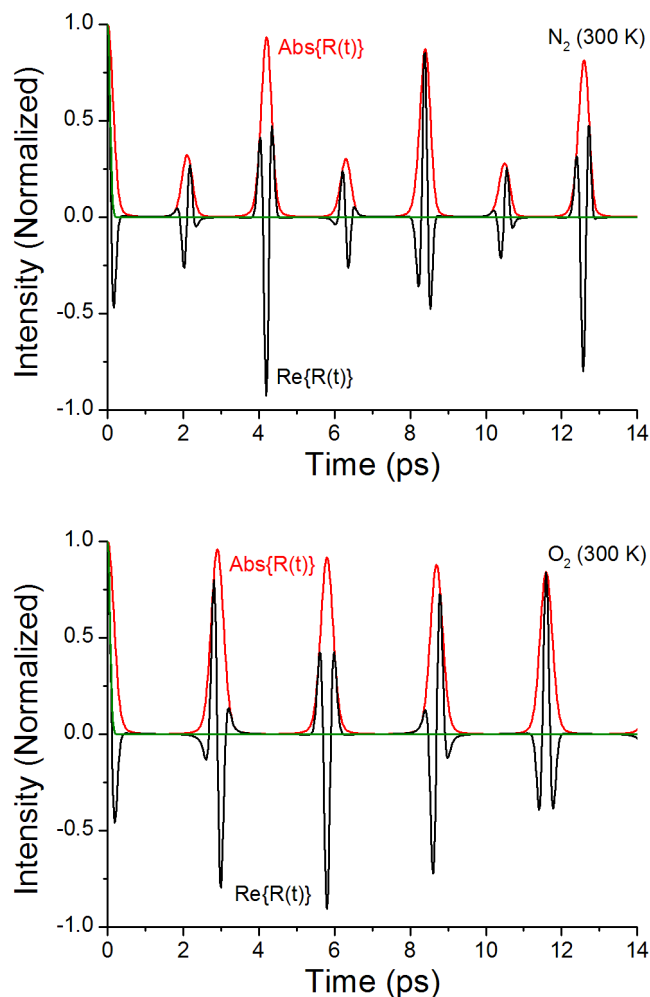 Abs{R(t)}
N₂ (300 K)
1.0
0.5
0.0
-0.5
-1.0
Intensity (Normalized)
Re{R(t)}
0 2 4 6 8 10 12 14
Time (ps)
Abs{R(t)}
O₂ (300 K)
1.0
0.5
0.0
-0.5
-1.0
Intensity (Normalized)
Re{R(t)}
0 2 4 6 8 10 12 14
Time (ps)